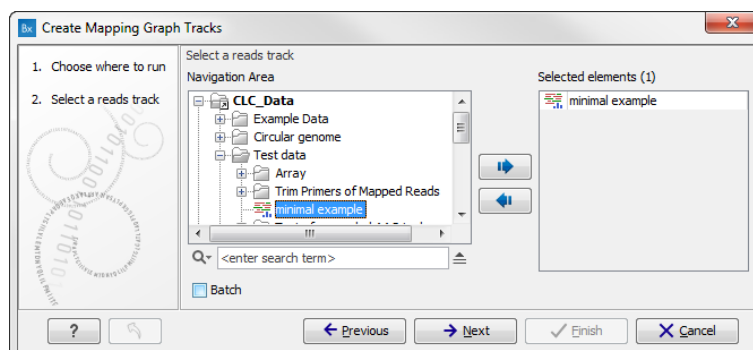 Bx Create Mapping Graph Tracks
1. Choose where to run
2. Select a reads track
Select a reads track
Navigation Area
CLC_Data
Example Data
Circular genome
Test data
Array
Trim Primers of Mapped Reads
minimal example
<enter search term>
Batch
Selected elements (1)
minimal example
?
Previous
Next
Finish
Cancel